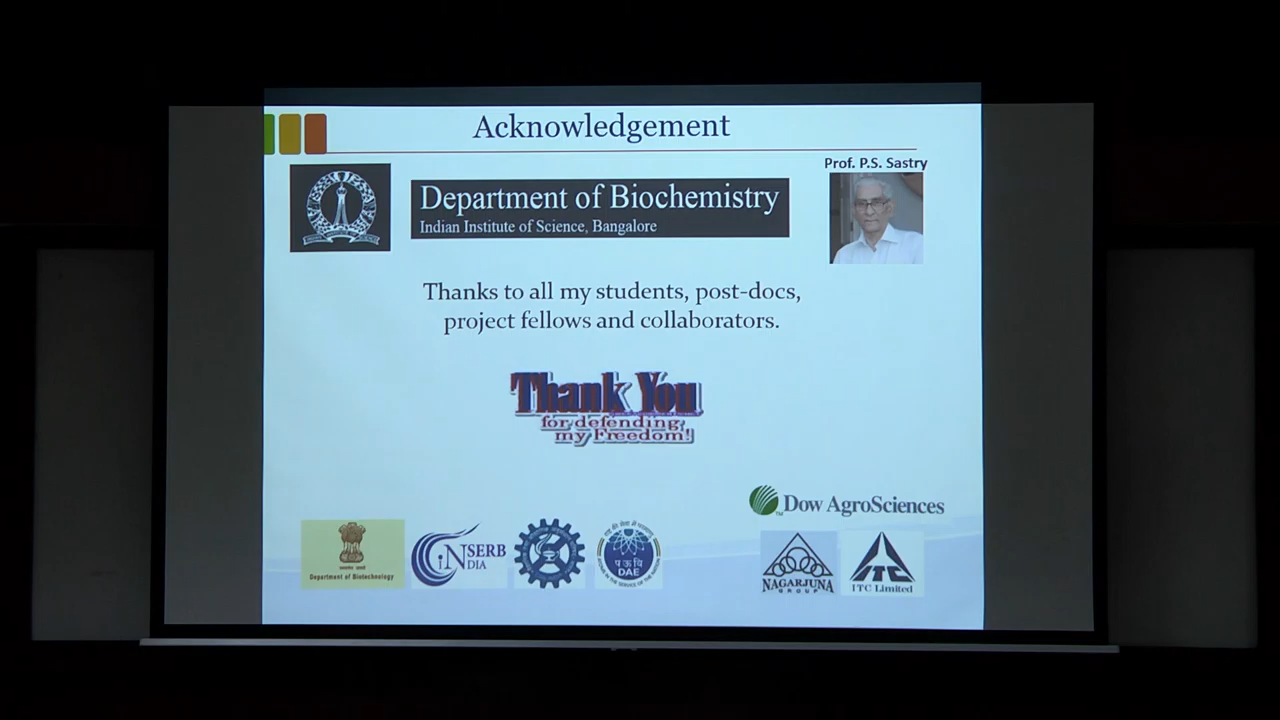 Acknowledgement
Prof. P.S. Sastry
Department of Biochemistry
Indian Institute of Science, Bangalore
Thanks to all my students, post-docs,
project fellows and collaborators.
Thank You
for defending
my Freedom!
Dow AgroSciences
TM
Department of Biotechnology
SERB
INDIA
प ऊ वि
DAE
NAGARJUNA
GROUP
ITC Limited